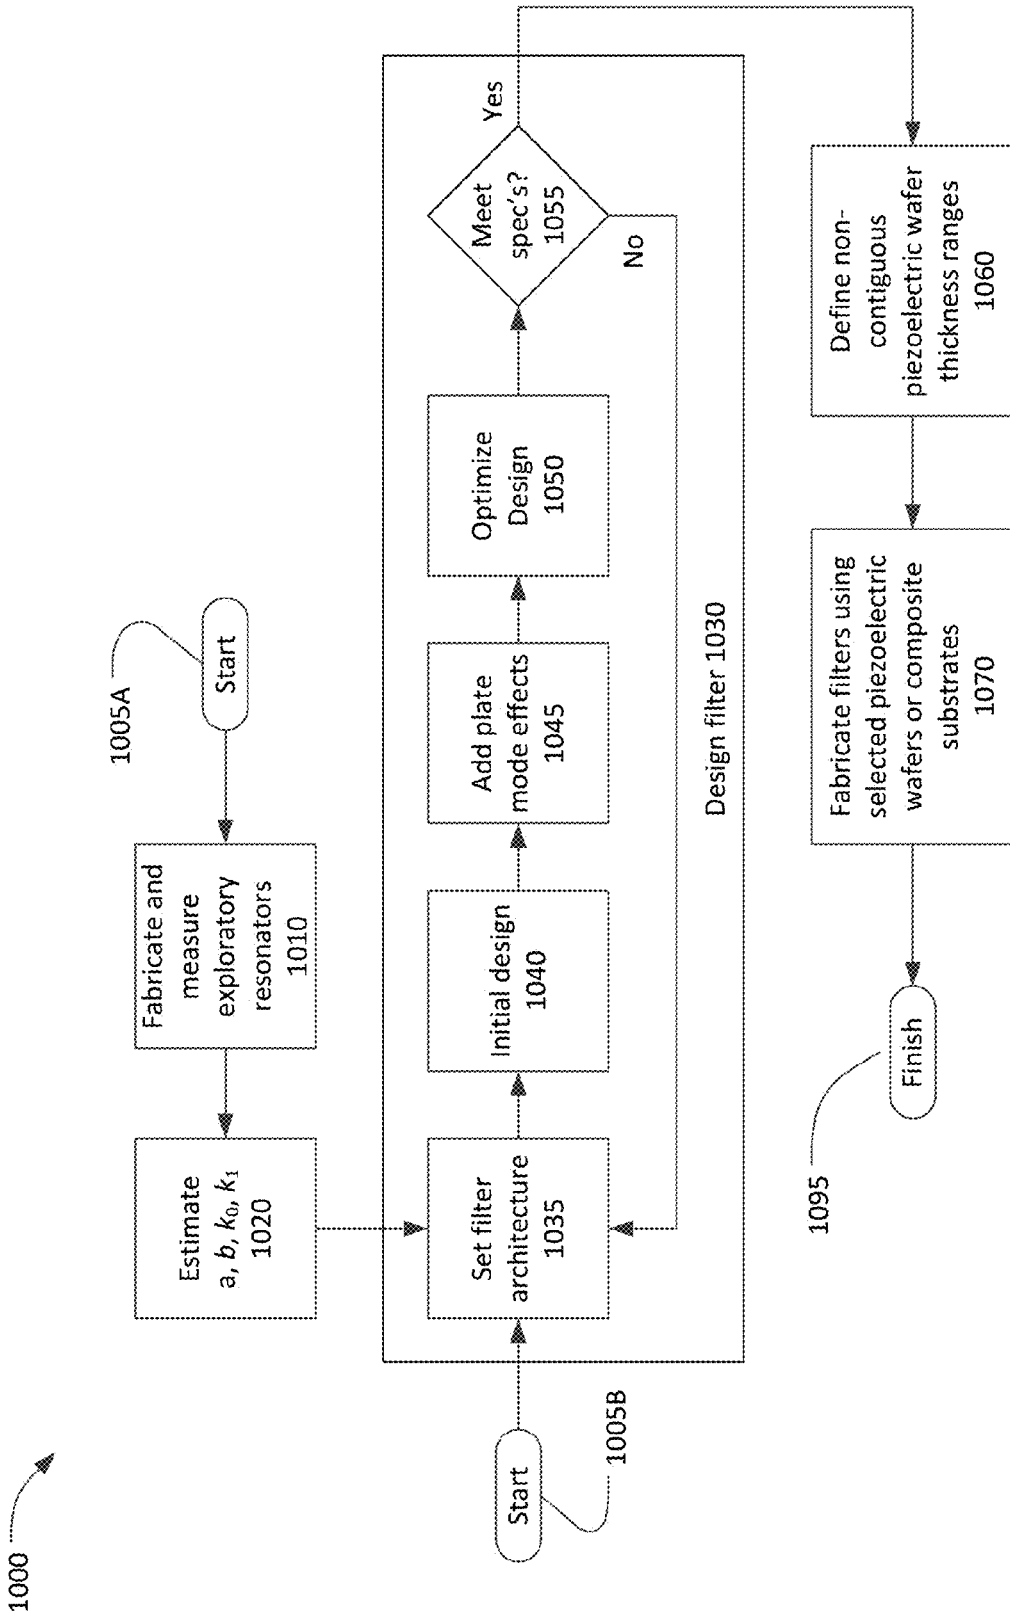 1000
1005A
Start
Fabricate and
measure
exploratory
resonators
1010
Estimate
a, b, k₀, k₁
1020
Start
1005B
Set filter
architecture
1035
Initial design
1040
Add plate
mode effects
1045
Optimize
Design
1050
Meet
spec's?
1055
Yes
No
Design filter 1030
Define non-
contiguous
piezoelectric wafer
thickness ranges
1060
Fabricate filters using
selected piezoelectric
wafers or composite
substrates
1070
Finish
1095